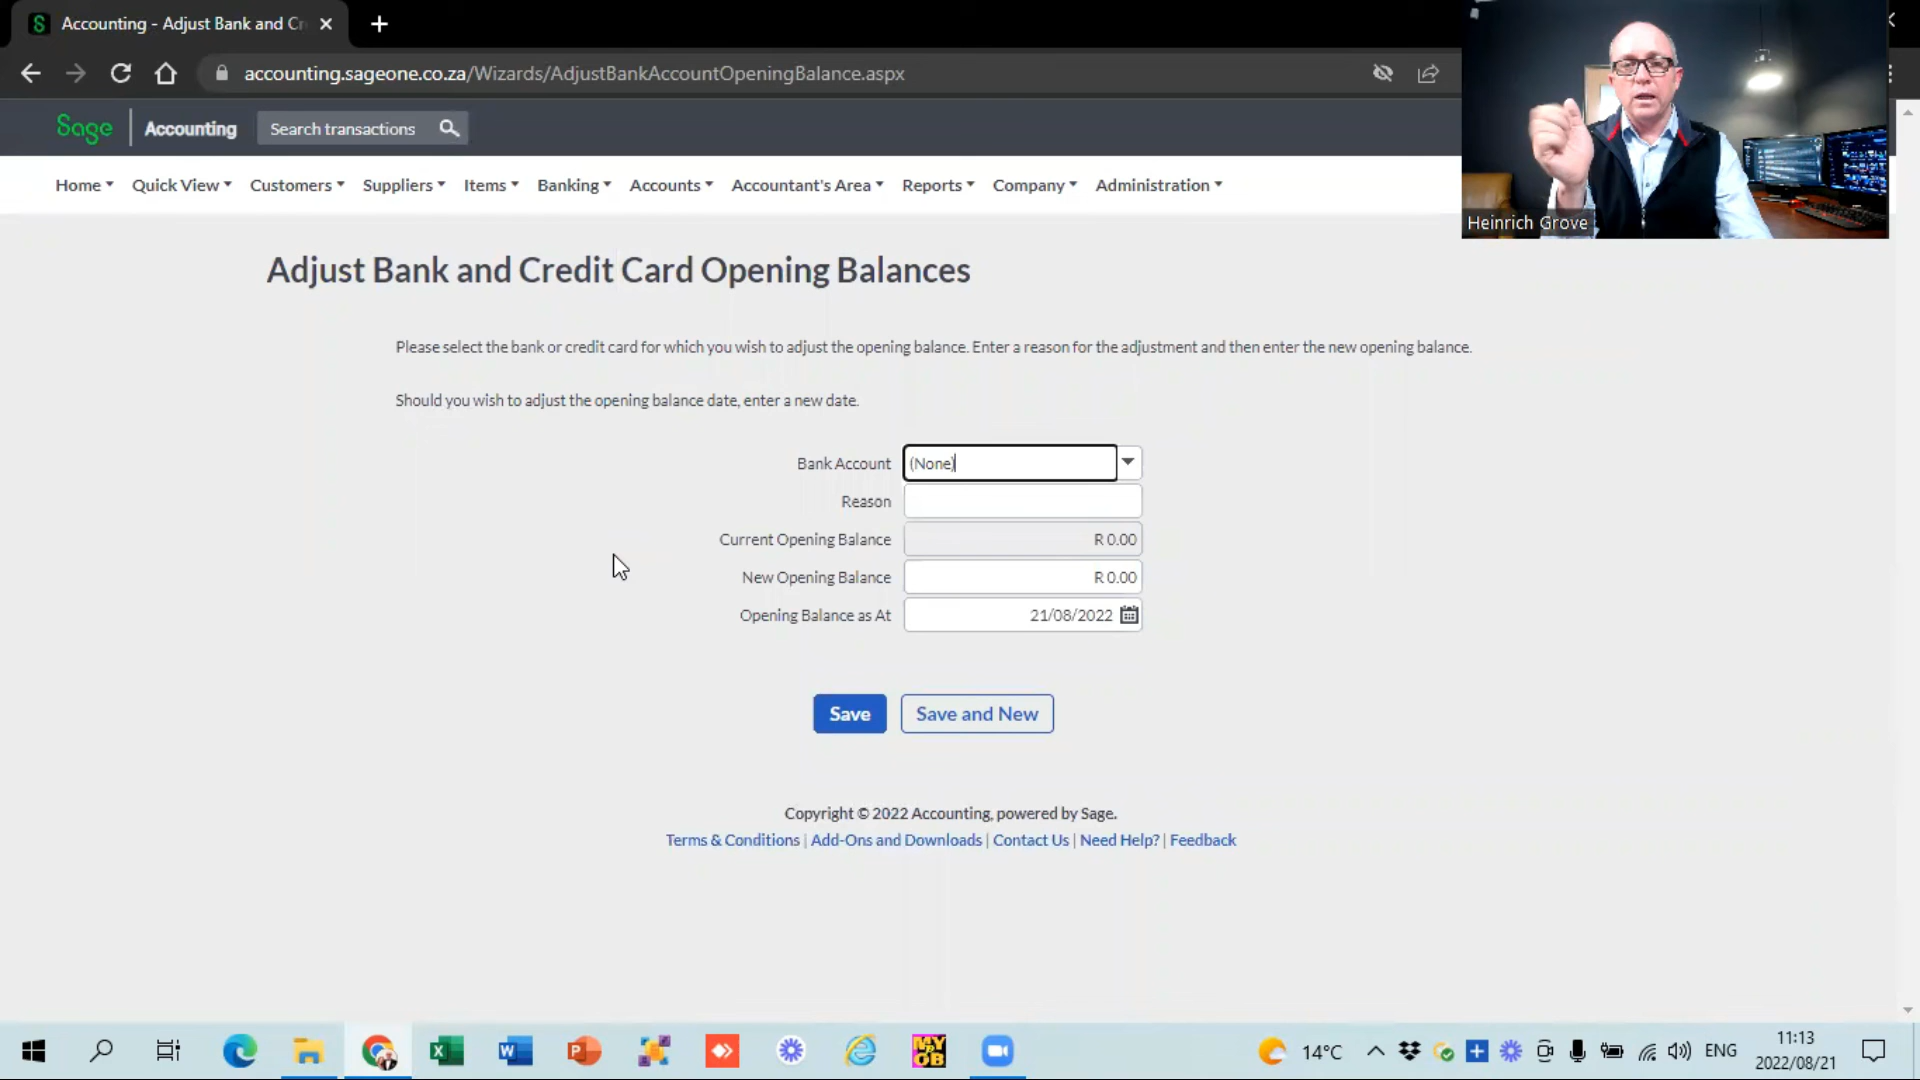 Accounting - Adjust Bank and Cr
accounting.sageone.co.za/Wizards/AdjustBankAccountOpeningBalance.aspx
Sage Accounting Search transactions
Home Quick View Customers Suppliers Items Banking Accounts Accountant's Area Reports Company Administration
Heinrich Grove
Adjust Bank and Credit Card Opening Balances
Please select the bank or credit card for which you wish to adjust the opening balance. Enter a reason for the adjustment and then enter the new opening balance.
Should you wish to adjust the opening balance date, enter a new date.
Bank Account (None)
Reason
Current Opening Balance R 0.00
New Opening Balance R 0.00
Opening Balance as At 21/08/2022
Save Save and New
Copyright © 2022 Accounting, powered by Sage.
Terms & Conditions | Add-Ons and Downloads | Contact Us | Need Help? | Feedback
14°C ENG 11:13
2022/08/21